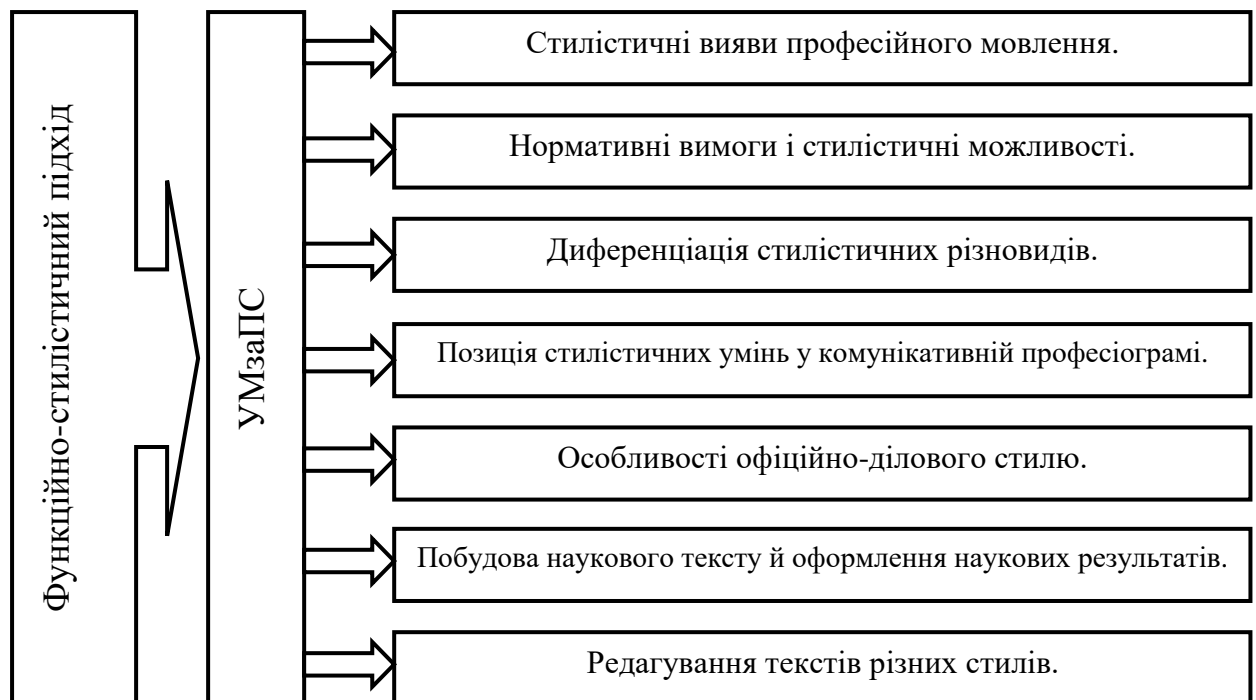 Функційно-стилістичний підхід
УМзаПС
Стилістичні вияви професійного мовлення.
Нормативні вимоги і стилістичні можливості.
Диференціація стилістичних різновидів.
Позиція стилістичних умінь у комунікативній професіограмі.
Особливості офіційно-ділового стилю.
Побудова наукового тексту й оформлення наукових результатів.
Редагування текстів різних стилів.